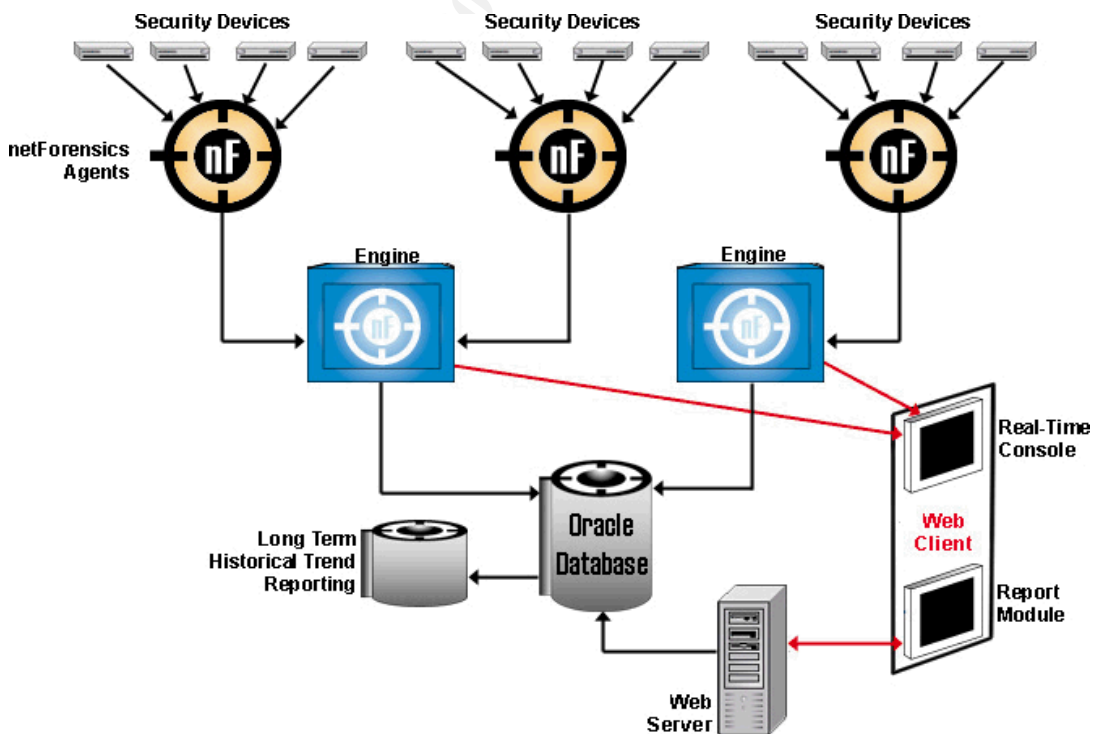 Security Devices
Security Devices
Security Devices
netForensics
Agents
nF
nF
nF
Engine
Engine
nF
nF
Real-Time
Console
Web
Client
Report
Module
Oracle
Database
Long Term
Historical Trend
Reporting
Web
Server